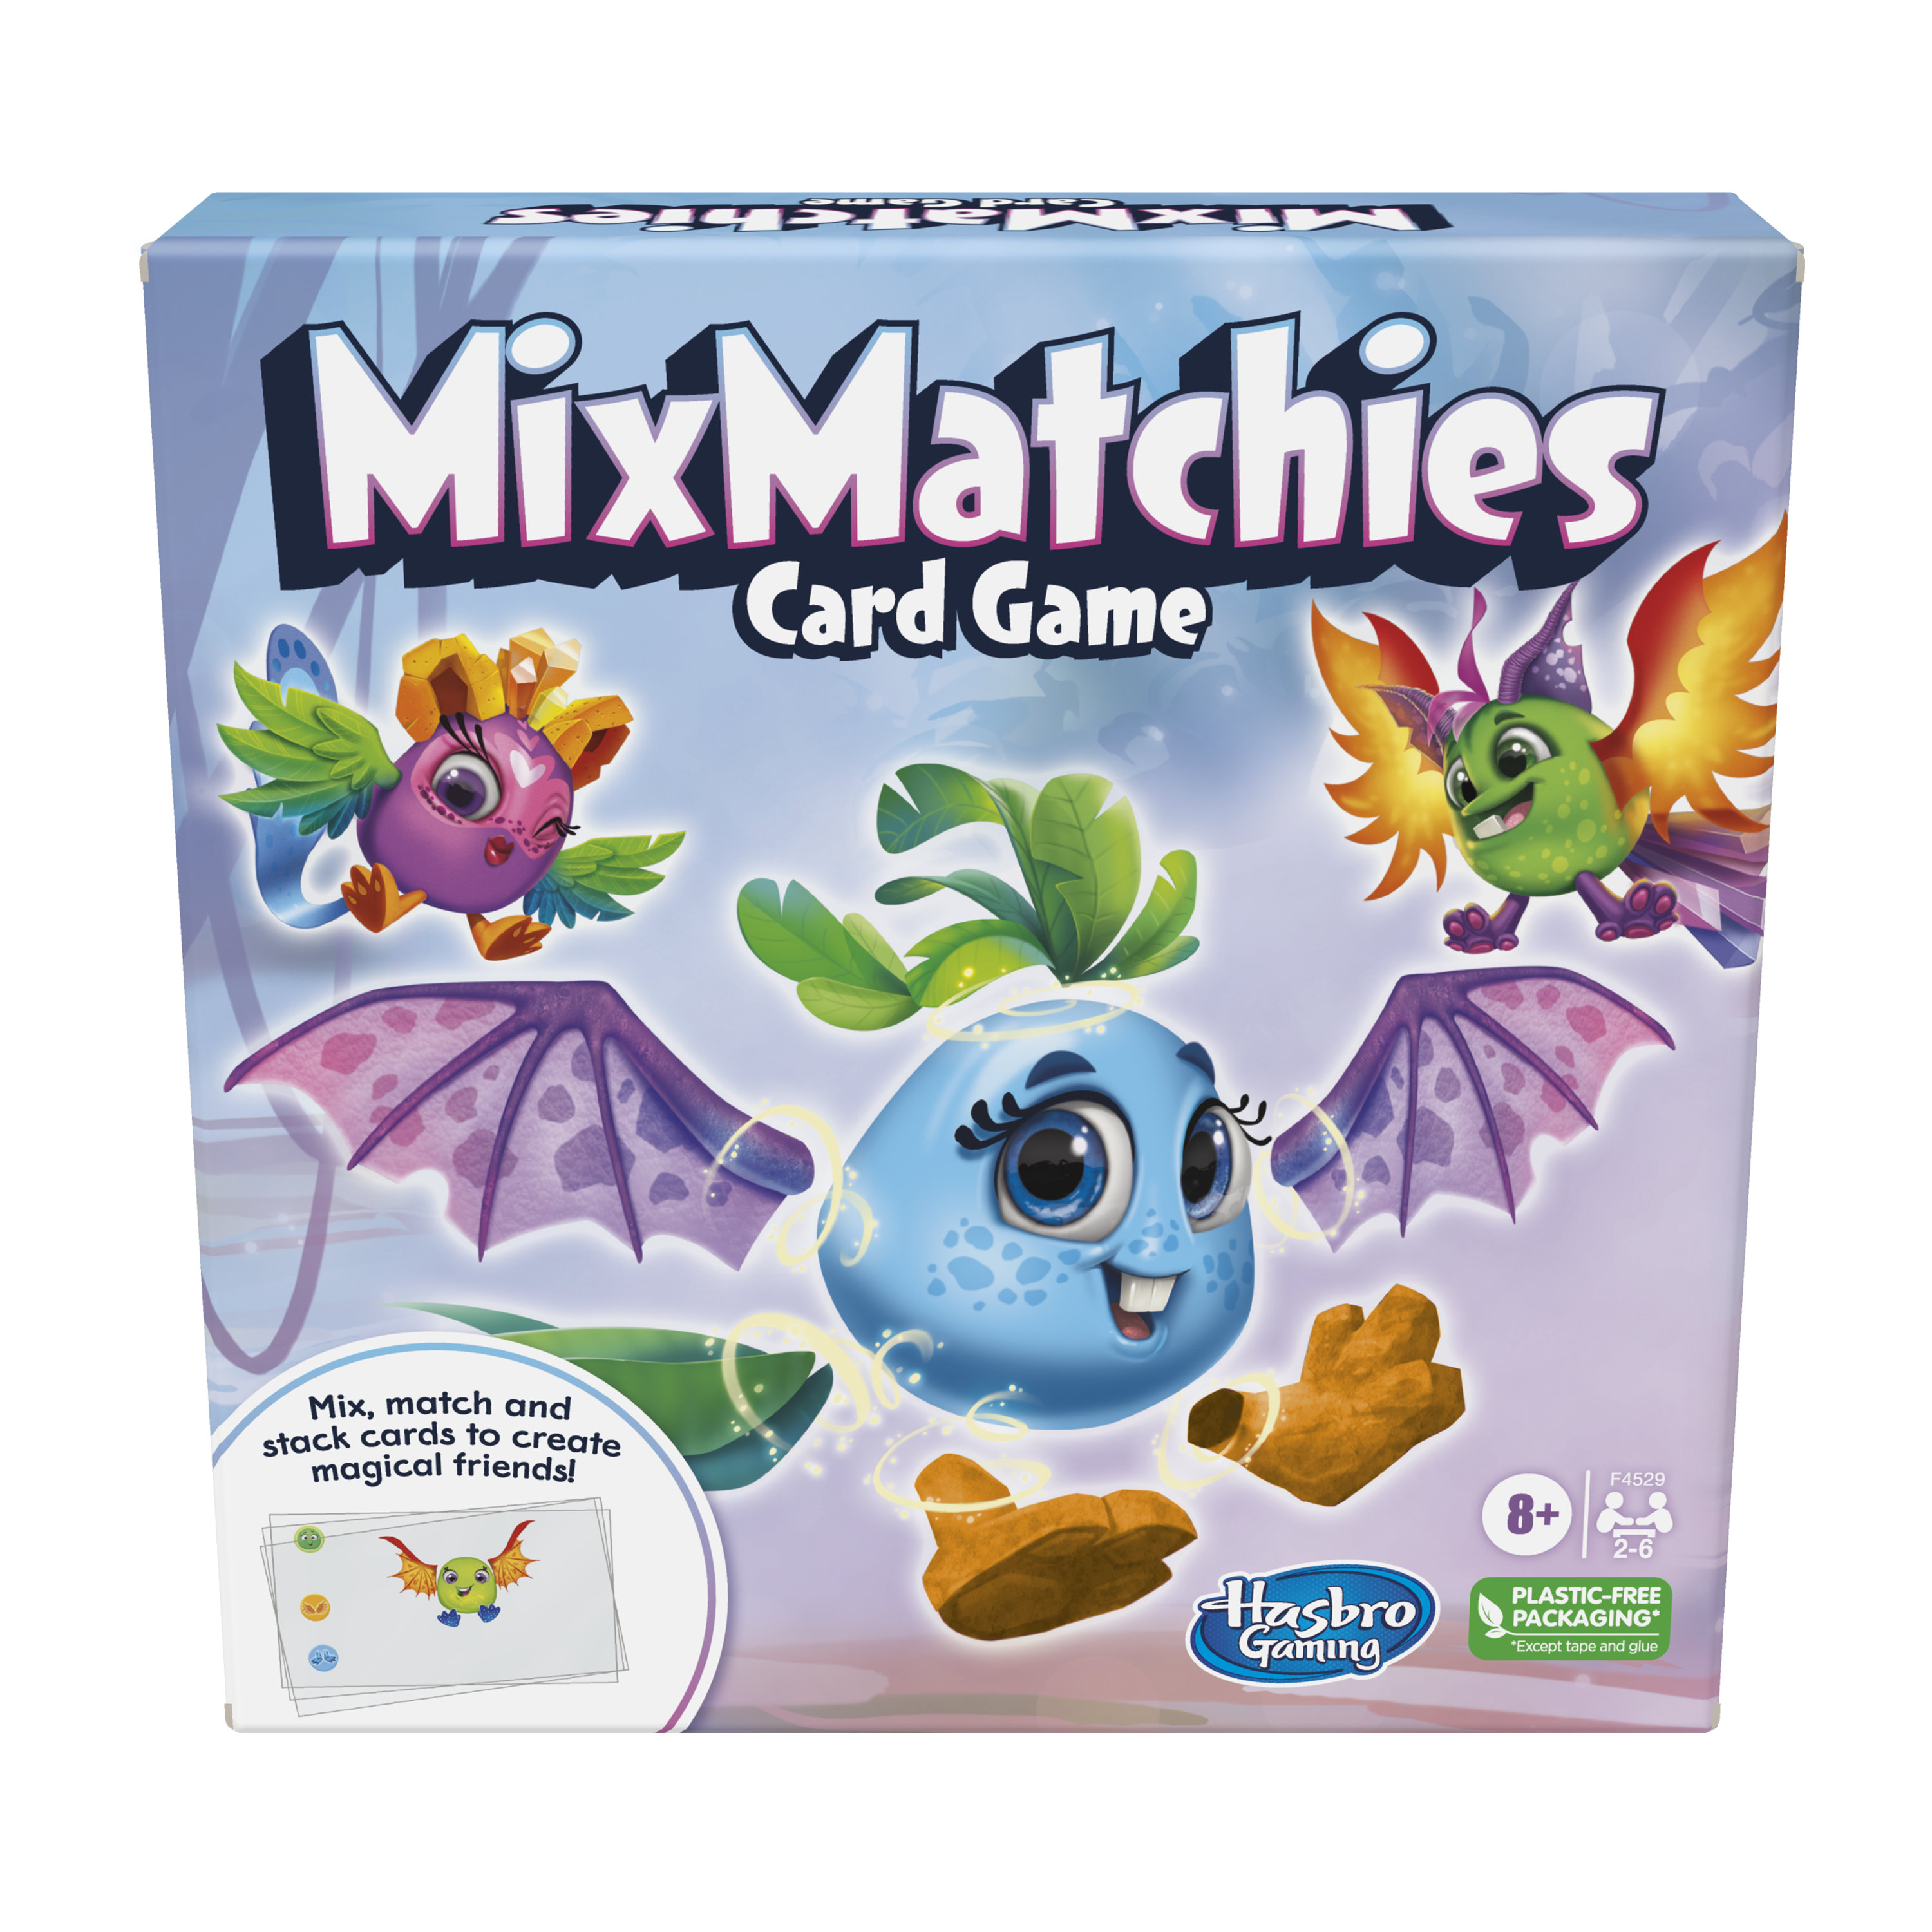 MixMatchies
Card Game
MixMatchies
Card Game
Mix, match and
stack cards to create
magical friends!
8+
F4529
2-6
Hasbro
Gaming
PLASTIC-FREE
PACKAGING*
*Except tape and glue